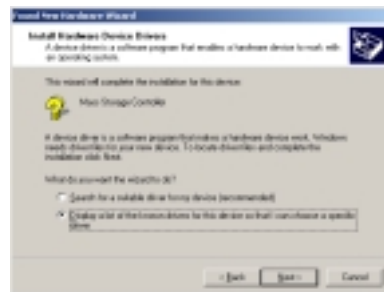 Found New Hardware Wizard
Install Hardware Device Drivers
A device driver is a software program that enables a hardware device to work with
an operating system.
This wizard will complete the installation for this device:
Mass Storage Controller
A device driver is a software program that makes a hardware device work. Windows
needs driver files for your new device. To locate driver files and complete the
installation click Next.
What do you want the wizard to do?
Search for a suitable driver for my device (recommended)
Display a list of the known drivers for this device so that I can choose a specific
driver
< Back
Next >
Cancel